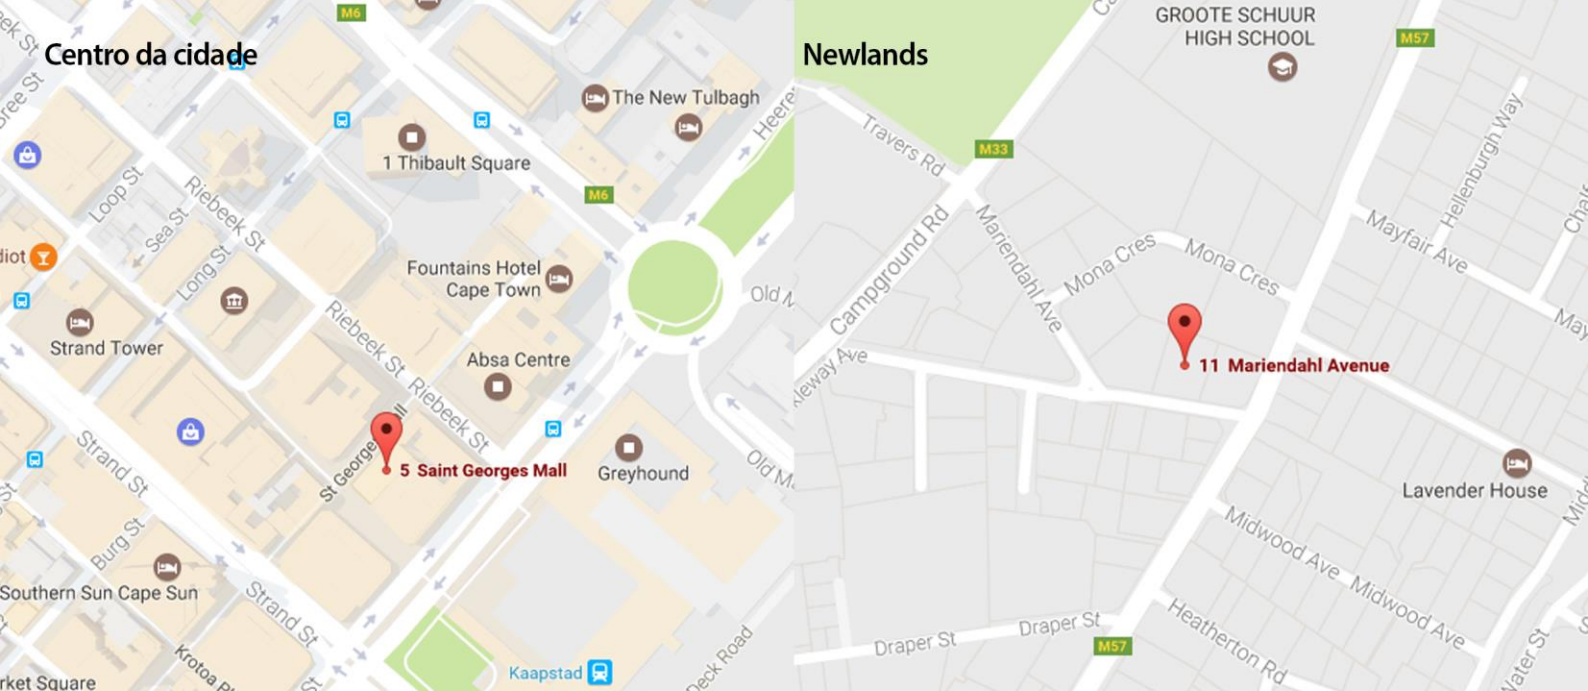 Centro da cidade
M6
The New Tulbagh
1 Thibault Square
M6
Loop St
Sea St
Riebeek St
Long St
Fountains Hotel
Cape Town
Strand Tower
Riebeek St
Absa Centre
Riebeek St
5 Saint Georges Mall
Greyhound
Strand St
Burg St
Southern Sun Cape Sun
Strand St
Kaapstad
Deck Road
Newlands
GROOTE SCHUUR
HIGH SCHOOL
M57
M33
Travers Rd
Hellenburgh Way
Mayfair Ave
Mona Cres
Mona Cres
Mariendahl Ave
Campground Rd
11 Mariendahl Avenue
Lavender House
Midwood Ave
Midwood Ave
Draper St
Draper St
M57
Heatherton Rd